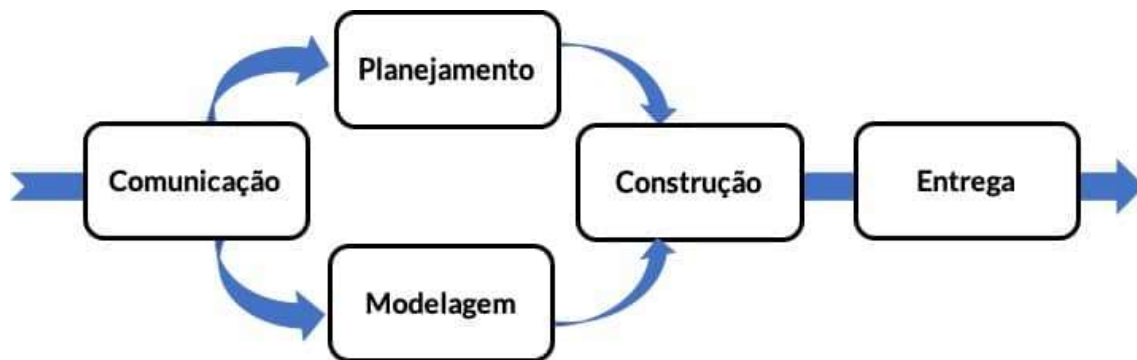 Planejamento
Comunicação
Construção
Entrega
Modelagem